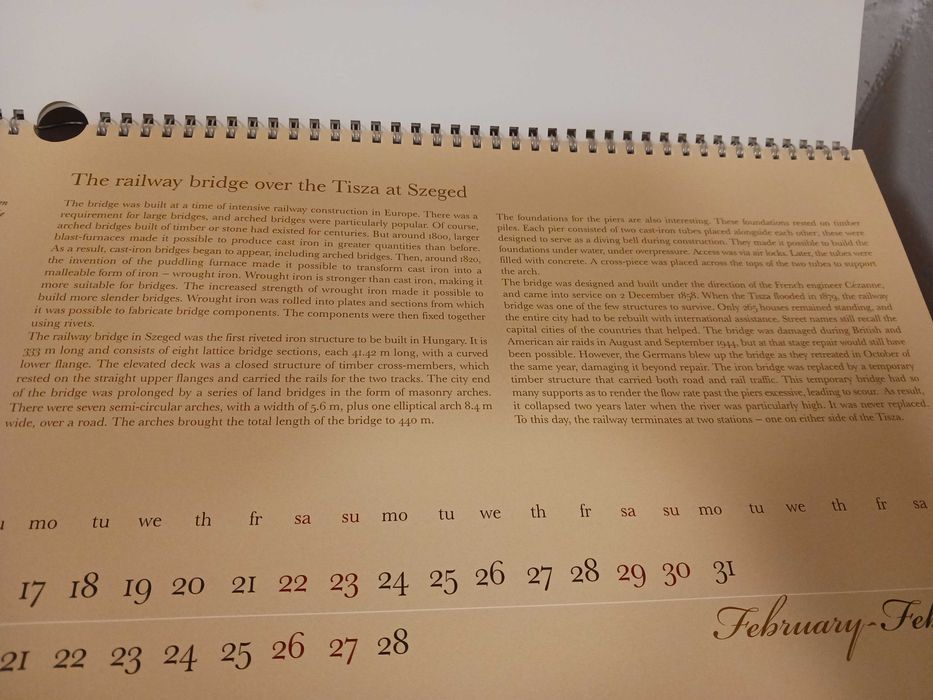 The railway bridge over the Tisza at Szeged
The bridge was built at a time of intensive railway construction in Europe. There was a
requirement for large bridges, and arched bridges were particularly popular. Of course,
arched bridges built of timber or stone had existed for centuries. But around 1800, larger
blast-furnaces made it possible to produce cast iron in greater quantities than before.
As a result, cast-iron bridges began to appear, including arched bridges. Then, around 1820,
the invention of the puddling furnace made it possible to transform cast iron into a
malleable form of iron – wrought iron. Wrought iron is stronger than cast iron, making it
more suitable for bridges. The increased strength of wrought iron made it possible to
build more slender bridges. Wrought iron was rolled into plates and sections from which
it was possible to fabricate bridge components. The components were then fixed together
using rivets.
The railway bridge in Szeged was the first riveted iron structure to be built in Hungary. It is
333 m long and consists of eight lattice bridge sections, each 41.42 m long, with a curved
lower flange. The elevated deck was a closed structure of timber cross-members, which
rested on the straight upper flanges and carried the rails for the two tracks. The city end
of the bridge was prolonged by a series of land bridges in the form of masonry arches.
There were seven semi-circular arches, with a width of 5.6 m, plus one elliptical arch 8.4 m
wide, over a road. The arches brought the total length of the bridge to 440 m.
The foundations for the piers are also interesting. These foundations rested on timber
piles. Each pier consisted of two cast-iron tubes placed alongside each other; these were
designed to serve as a diving bell during construction. They made it possible to build the
foundations under water, under overpressure. Access was via air locks. Later, the tubes were
filled with concrete. A cross-piece was placed across the tops of the two tubes to support
the arch.
The bridge was designed and built under the direction of the French engineer Cézanne,
and came into service on 2 December 1858. When the Tisza flooded in 1879, the railway
bridge was one of the few structures to survive. Only 265 houses remained standing, and
the entire city had to be rebuilt with international assistance. Street names still recall the
capital cities of the countries that helped. The bridge was damaged during British and
American air raids in August and September 1944, but at that stage repair would still have
been possible. However, the Germans blew up the bridge as they retreated in October of
the same year, damaging it beyond repair. The iron bridge was replaced by a temporary
timber structure that carried both road and rail traffic. This temporary bridge had so
many supports as to render the flow rate past the piers excessive, leading to scour. As result,
it collapsed two years later when the river was particularly high. It was never replaced.
To this day, the railway terminates at two stations – one on either side of the Tisza.
mo tu we th fr sa su mo tu we th fr sa su mo tu we th fr sa
17 18 19 20 21 22 23 24 25 26 27 28 29 30 31
February-Feb
21 22 23 24 25 26 27 28